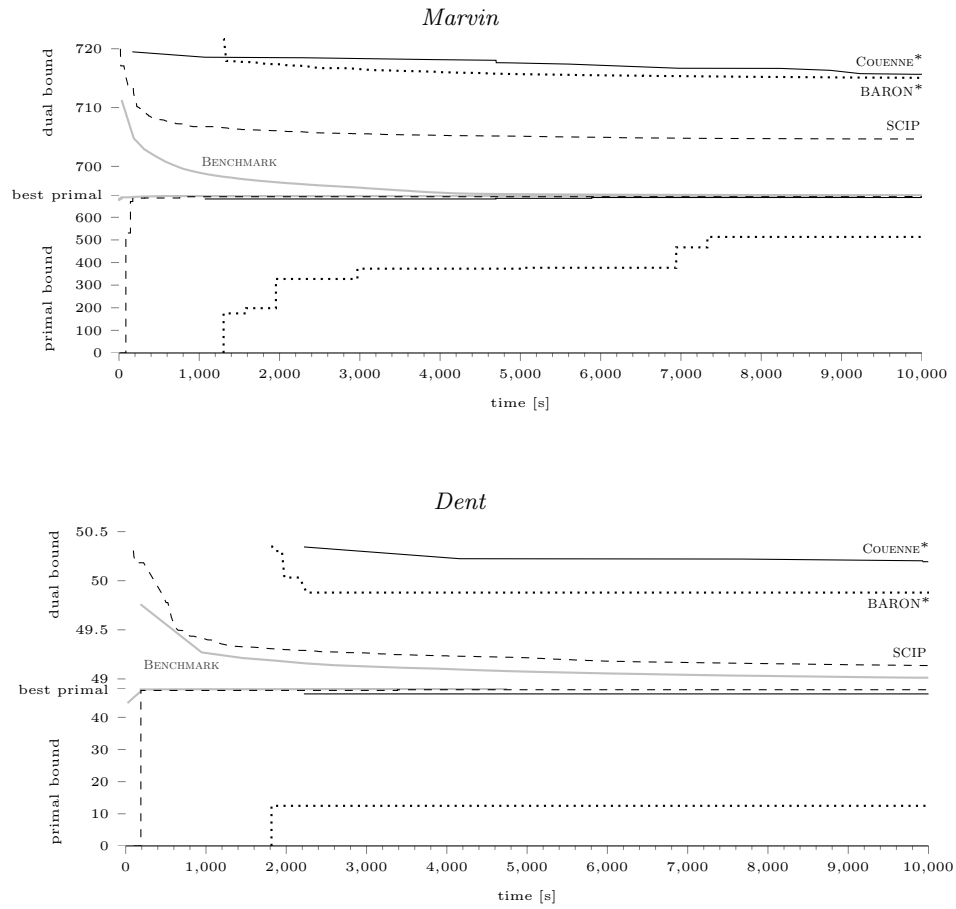 Marvin
dual bound
720
710
700
COUENNE*
BARON*
SCIP
BENCHMARK
best primal
primal bound
600
500
400
300
200
100
0
0 1,000 2,000 3,000 4,000 5,000 6,000 7,000 8,000 9,000 10,000
time [s]
Dent
dual bound
50.5
50
49.5
49
COUENNE*
BARON*
SCIP
BENCHMARK
best primal
primal bound
40
30
20
10
0
0 1,000 2,000 3,000 4,000 5,000 6,000 7,000 8,000 9,000 10,000
time [s]